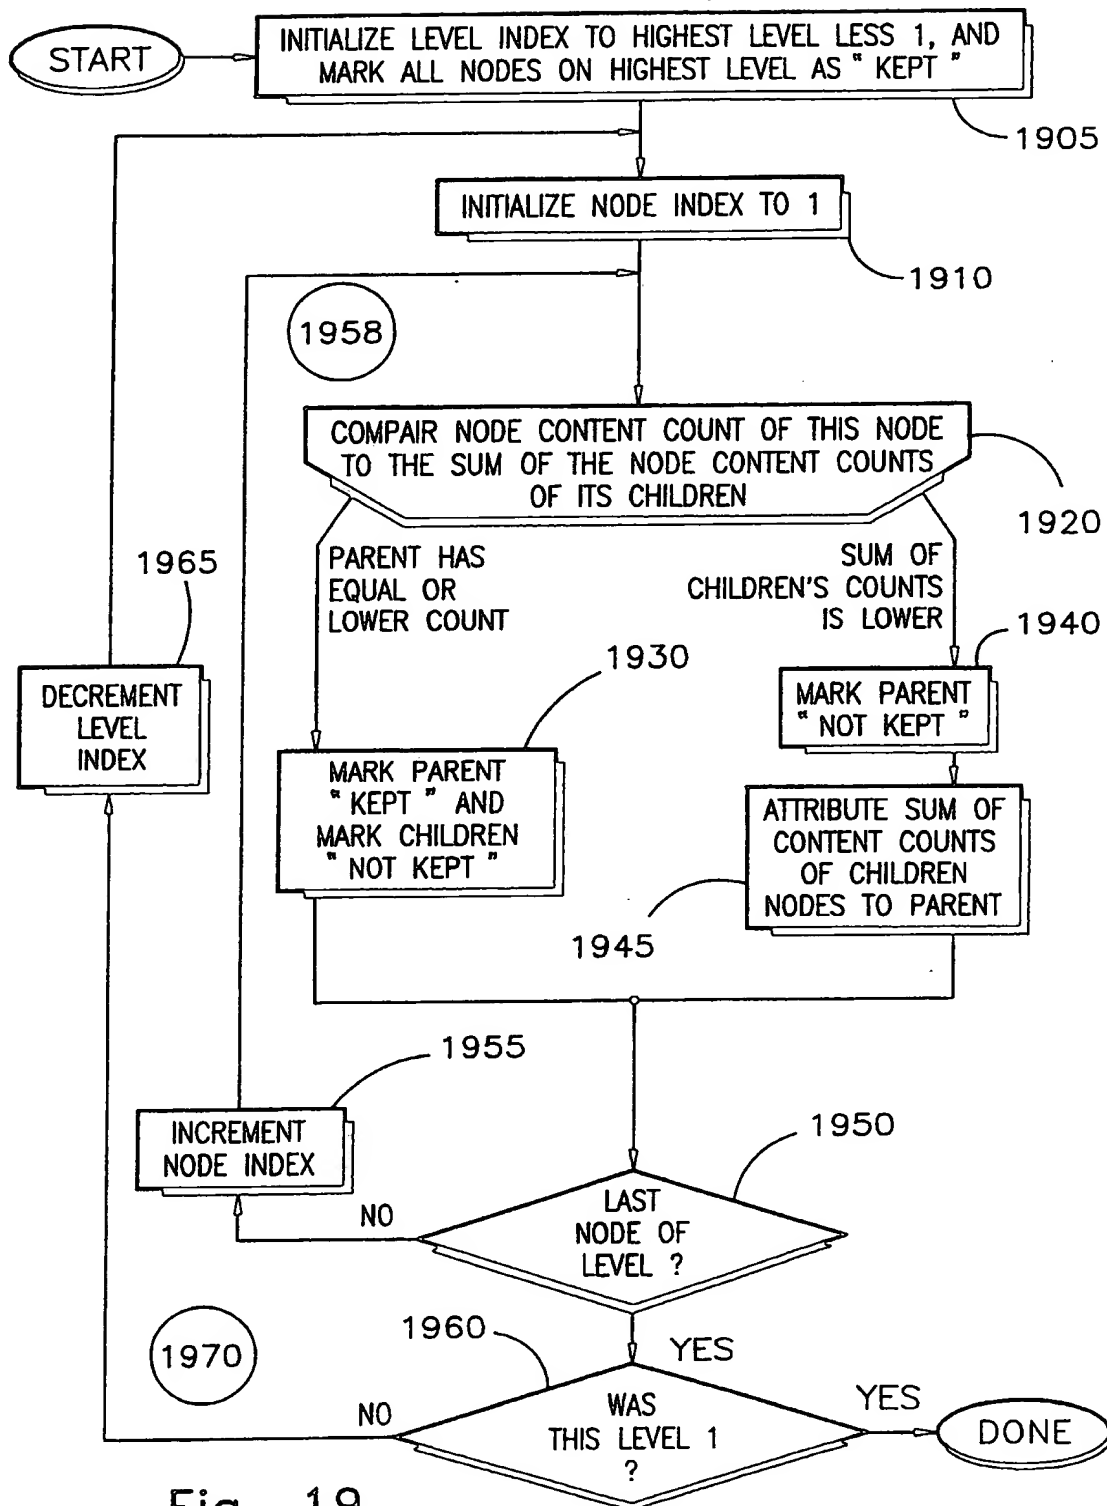 START
INITIALIZE LEVEL INDEX TO HIGHEST LEVEL LESS 1, AND
MARK ALL NODES ON HIGHEST LEVEL AS " KEPT "
1905
INITIALIZE NODE INDEX TO 1
1910
1958
COMPAIR NODE CONTENT COUNT OF THIS NODE
TO THE SUM OF THE NODE CONTENT COUNTS
OF ITS CHILDREN
1920
PARENT HAS
EQUAL OR
LOWER COUNT
SUM OF
CHILDREN'S COUNTS
IS LOWER
1965
DECREMENT
LEVEL
INDEX
1930
MARK PARENT
" KEPT " AND
MARK CHILDREN
" NOT KEPT "
1940
MARK PARENT
" NOT KEPT "
ATTRIBUTE SUM OF
CONTENT COUNTS
OF CHILDREN
NODES TO PARENT
1945
1955
INCREMENT
NODE INDEX
1950
LAST
NODE OF
LEVEL ?
NO
YES
1960
1970
WAS
THIS LEVEL 1
?
NO
YES
DONE
Fig. 19